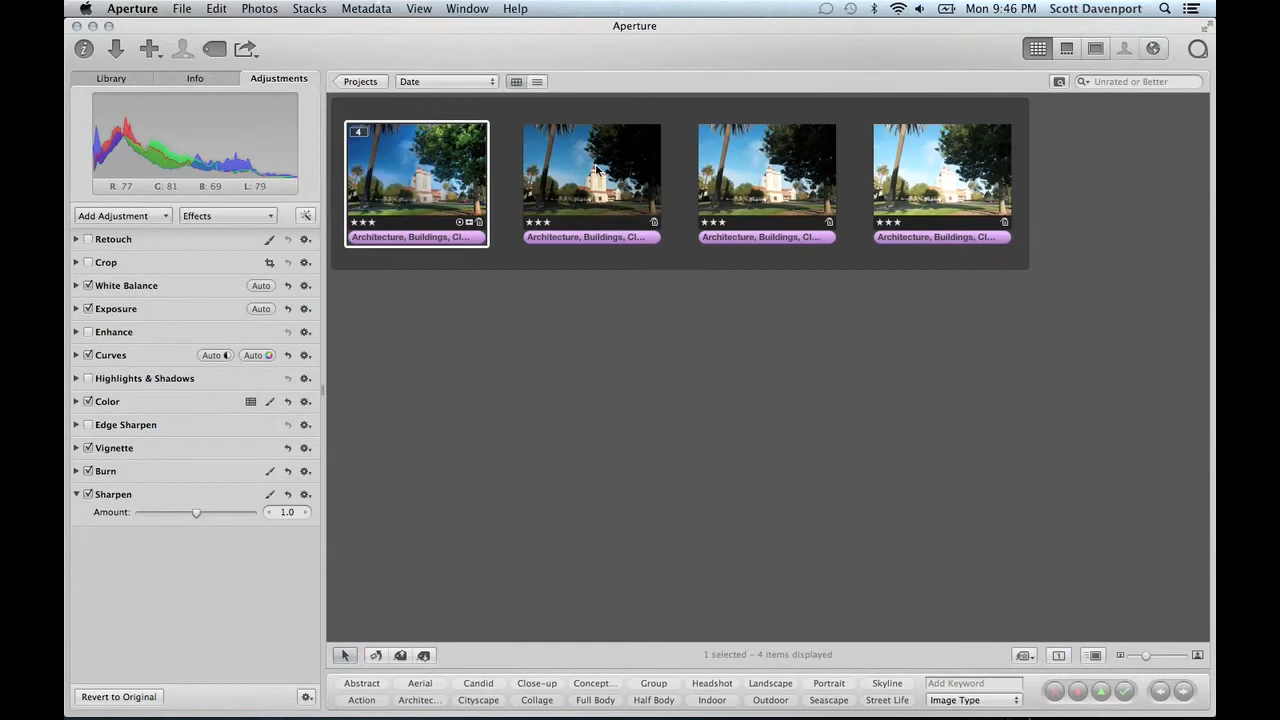 Aperture File Edit Photos Stacks Metadata View Window Help Mon 9:46 PM Scott Davenport
Aperture
Library Info Adjustments
Projects Date Unrated or Better
R: 77 G: 81 B: 69 L: 79
Add Adjustment Effects
4
Retouch
Crop
White Balance Auto
Exposure Auto
Enhance
Curves Auto Auto
Highlights & Shadows
Color
Edge Sharpen
Vignette
Burn
Sharpen
Amount: 1.0
Architecture, Buildings, Cl... Architecture, Buildings, Cl... Architecture, Buildings, Cl... Architecture, Buildings, Cl...
1 selected – 4 items displayed
Revert to Original
Abstract Aerial Candid Close-up Concept... Group Headshot Landscape Portrait Skyline Add Keyword
Action Architec... Cityscape Collage Full Body Half Body Indoor Outdoor Seascape Street Life Image Type